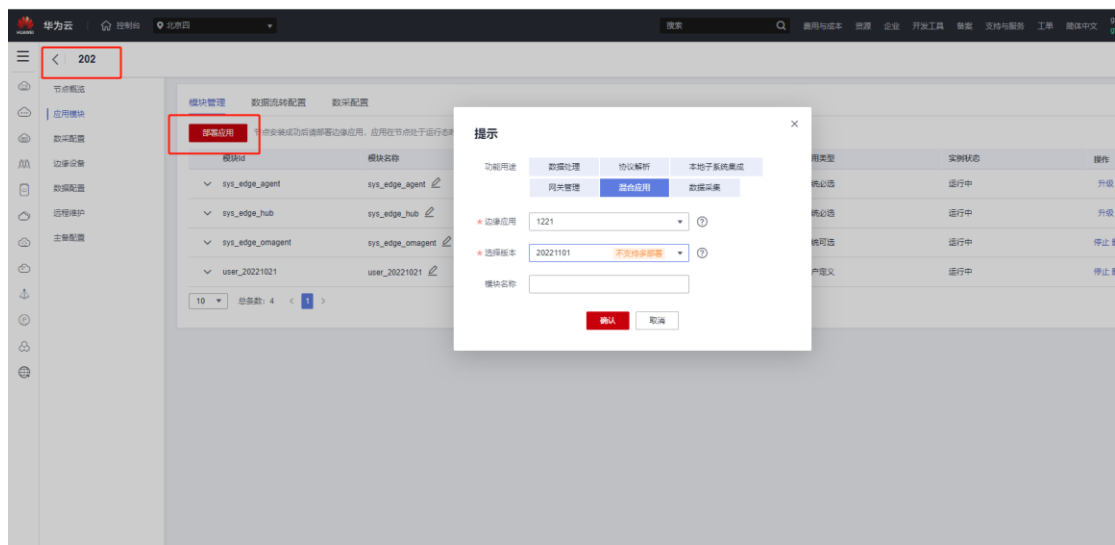 HUAWEI 华为云 控制台 北京四 搜索 费用与成本 资源 企业 开发工具 备案 支持与服务 工单 简体中文
202
节点概览
应用模块
数采配置
边缘设备
数据配置
远程维护
主备配置
模块管理 数据流转配置 数采配置
部署应用 节点安装成功后请部署边缘应用，应用在节点处于运行态时
模块id 模块名称 用类型 实例状态 操作
sys_edge_agent sys_edge_agent 统必选 运行中 升级
sys_edge_hub sys_edge_hub 统必选 运行中 升级
sys_edge_omagent sys_edge_omagent 统可选 运行中 停止
user_20221021 user_20221021 户定义 运行中 停止
10 总条数: 4 < 1 >
提示
功能用途 数据处理 协议解析 本地子系统集成
网关管理 混合应用 数据采集
* 边缘应用 1221
* 选择版本 20221101 不支持多部署
模块名称
确认 取消